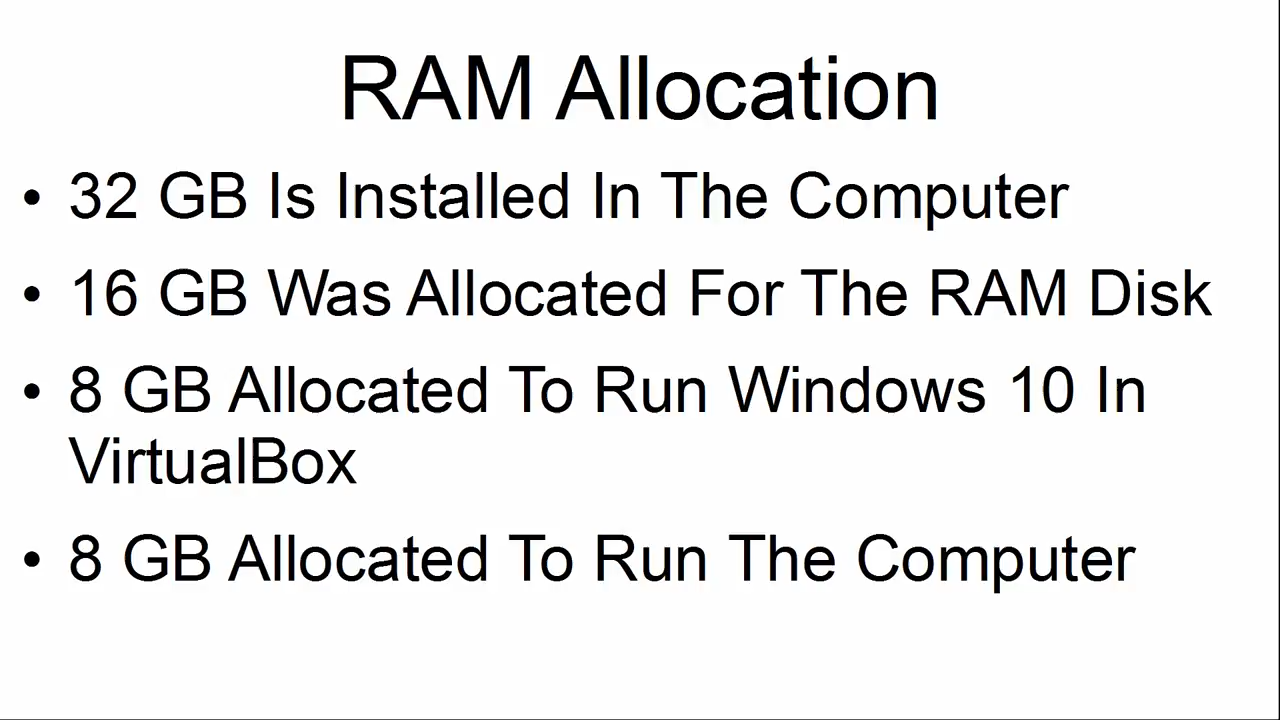 RAM Allocation
• 32 GB Is Installed In The Computer
• 16 GB Was Allocated For The RAM Disk
• 8 GB Allocated To Run Windows 10 In
VirtualBox
• 8 GB Allocated To Run The Computer